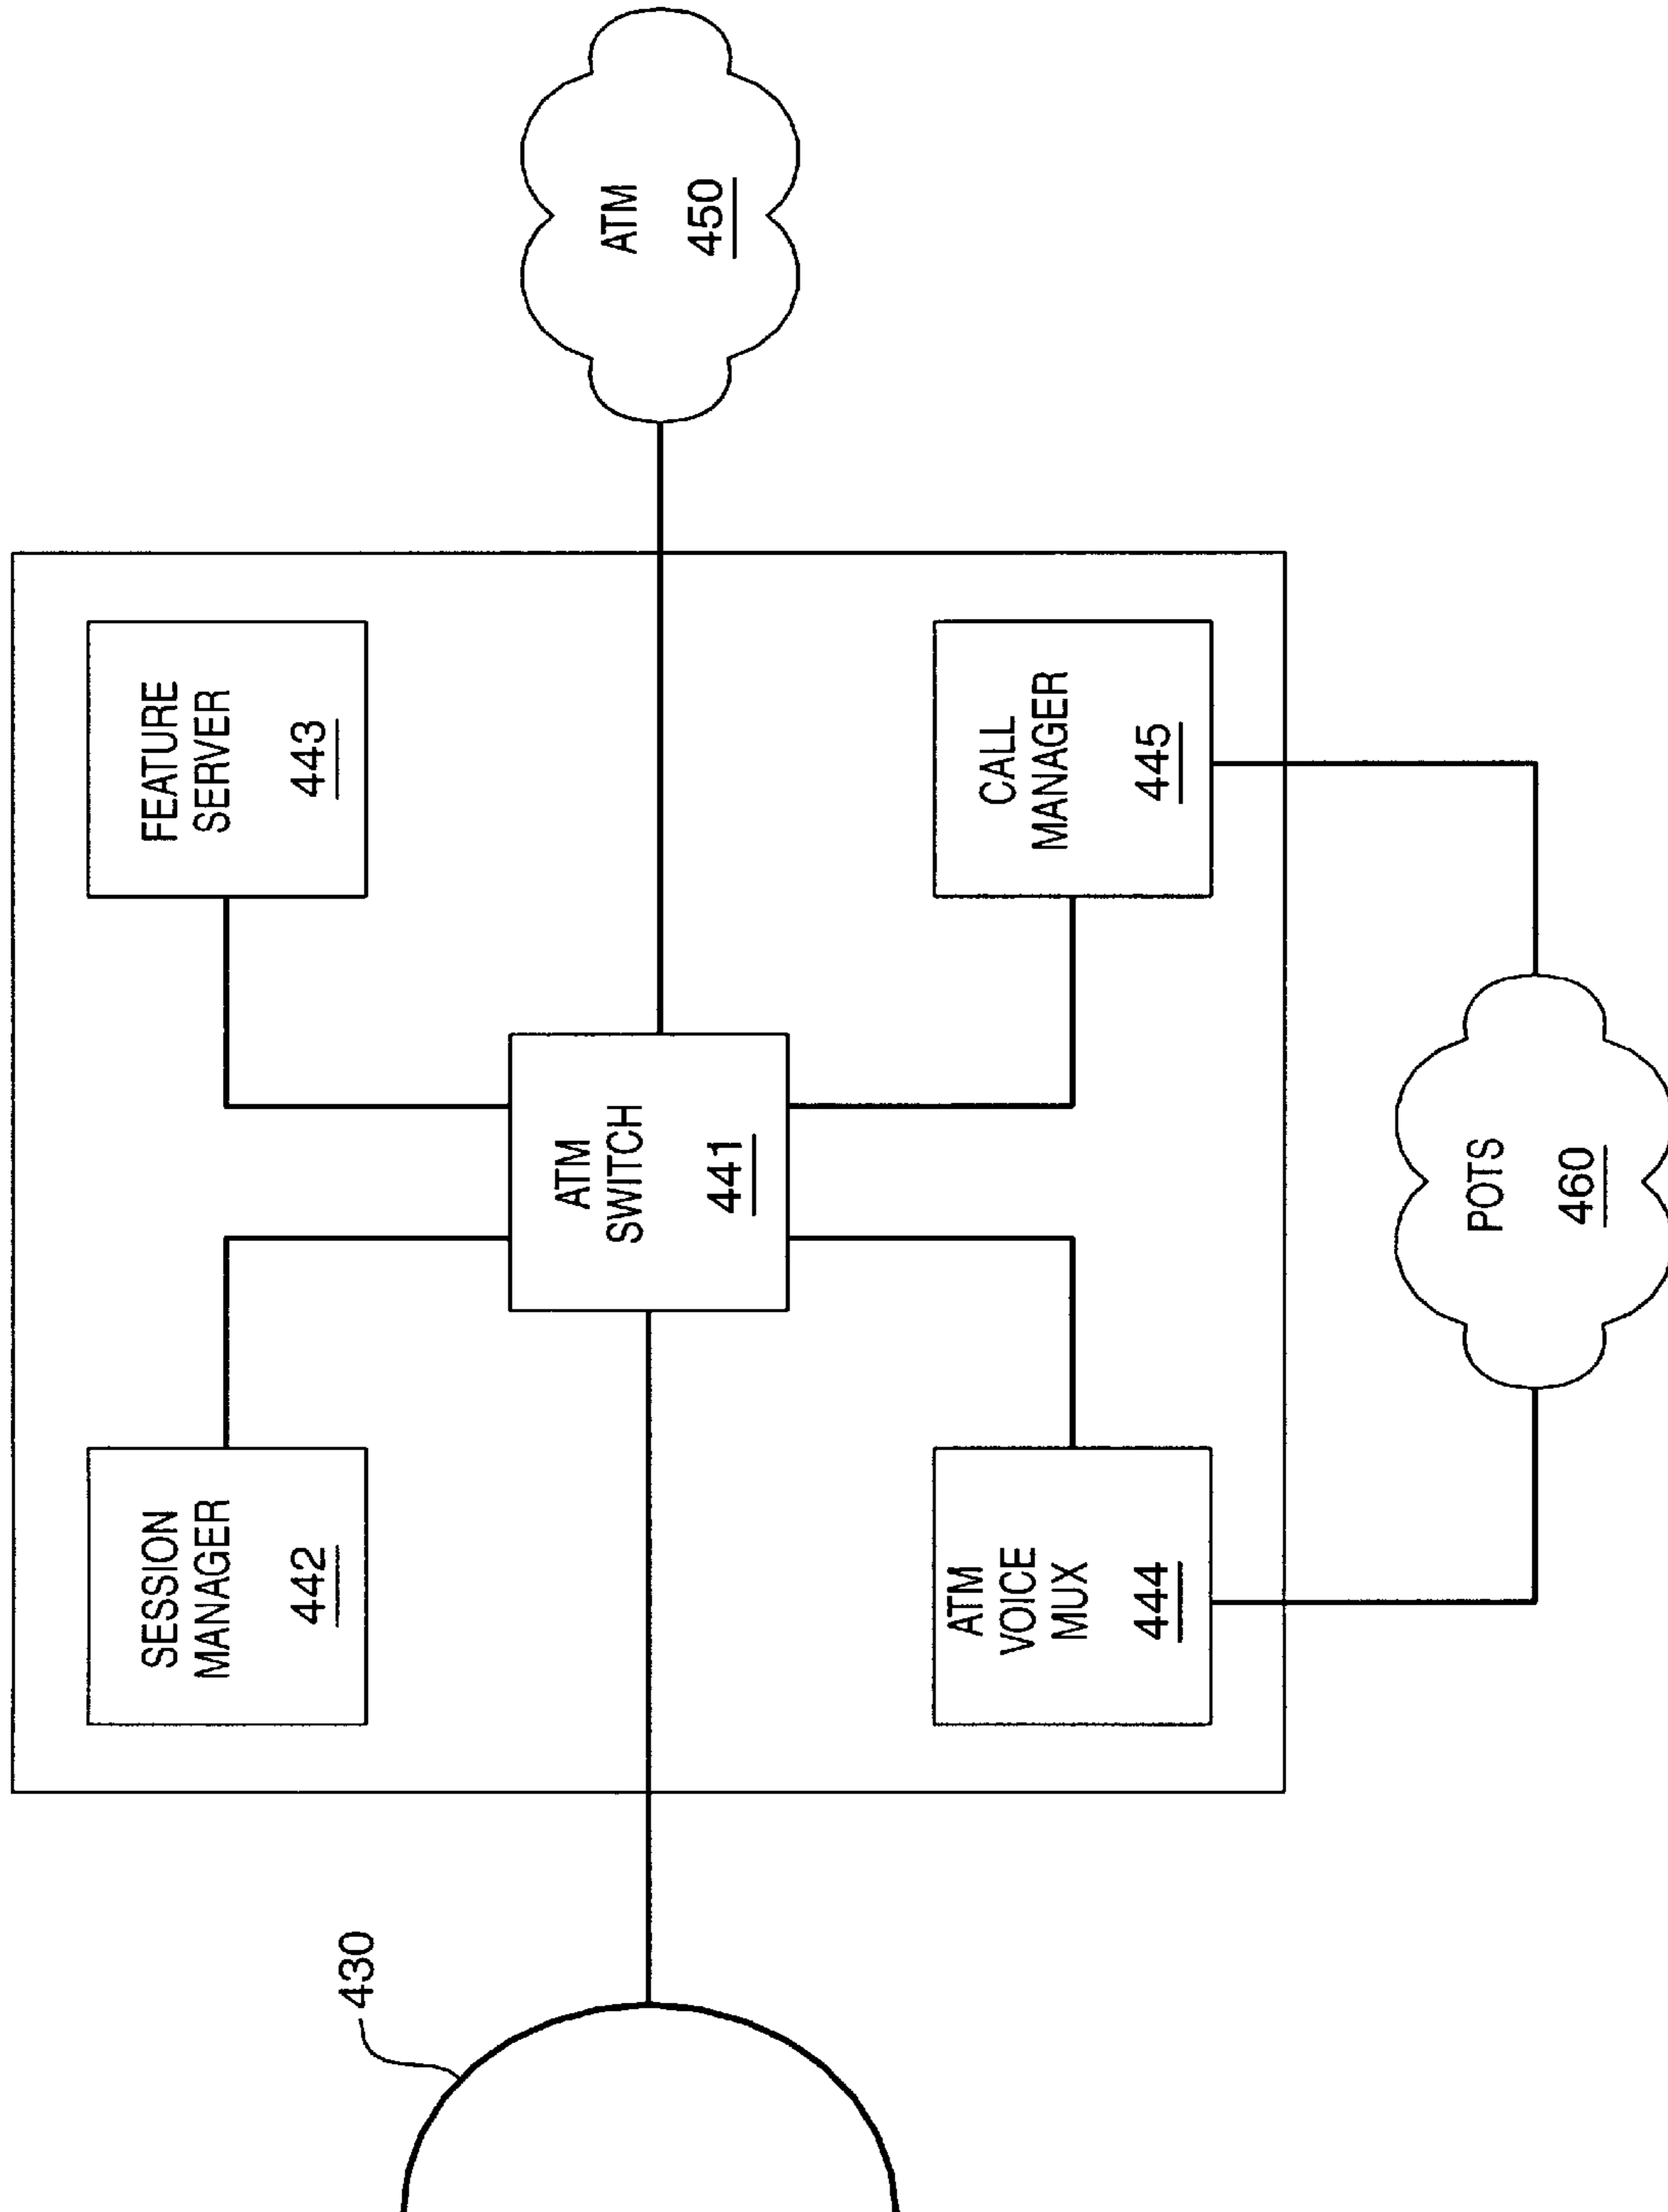 430
SESSION
MANAGER
442
FEATURE
SERVER
443
ATM
SWITCH
441
ATM
450
ATM
VOICE
MUX
444
CALL
MANAGER
445
POTS
460